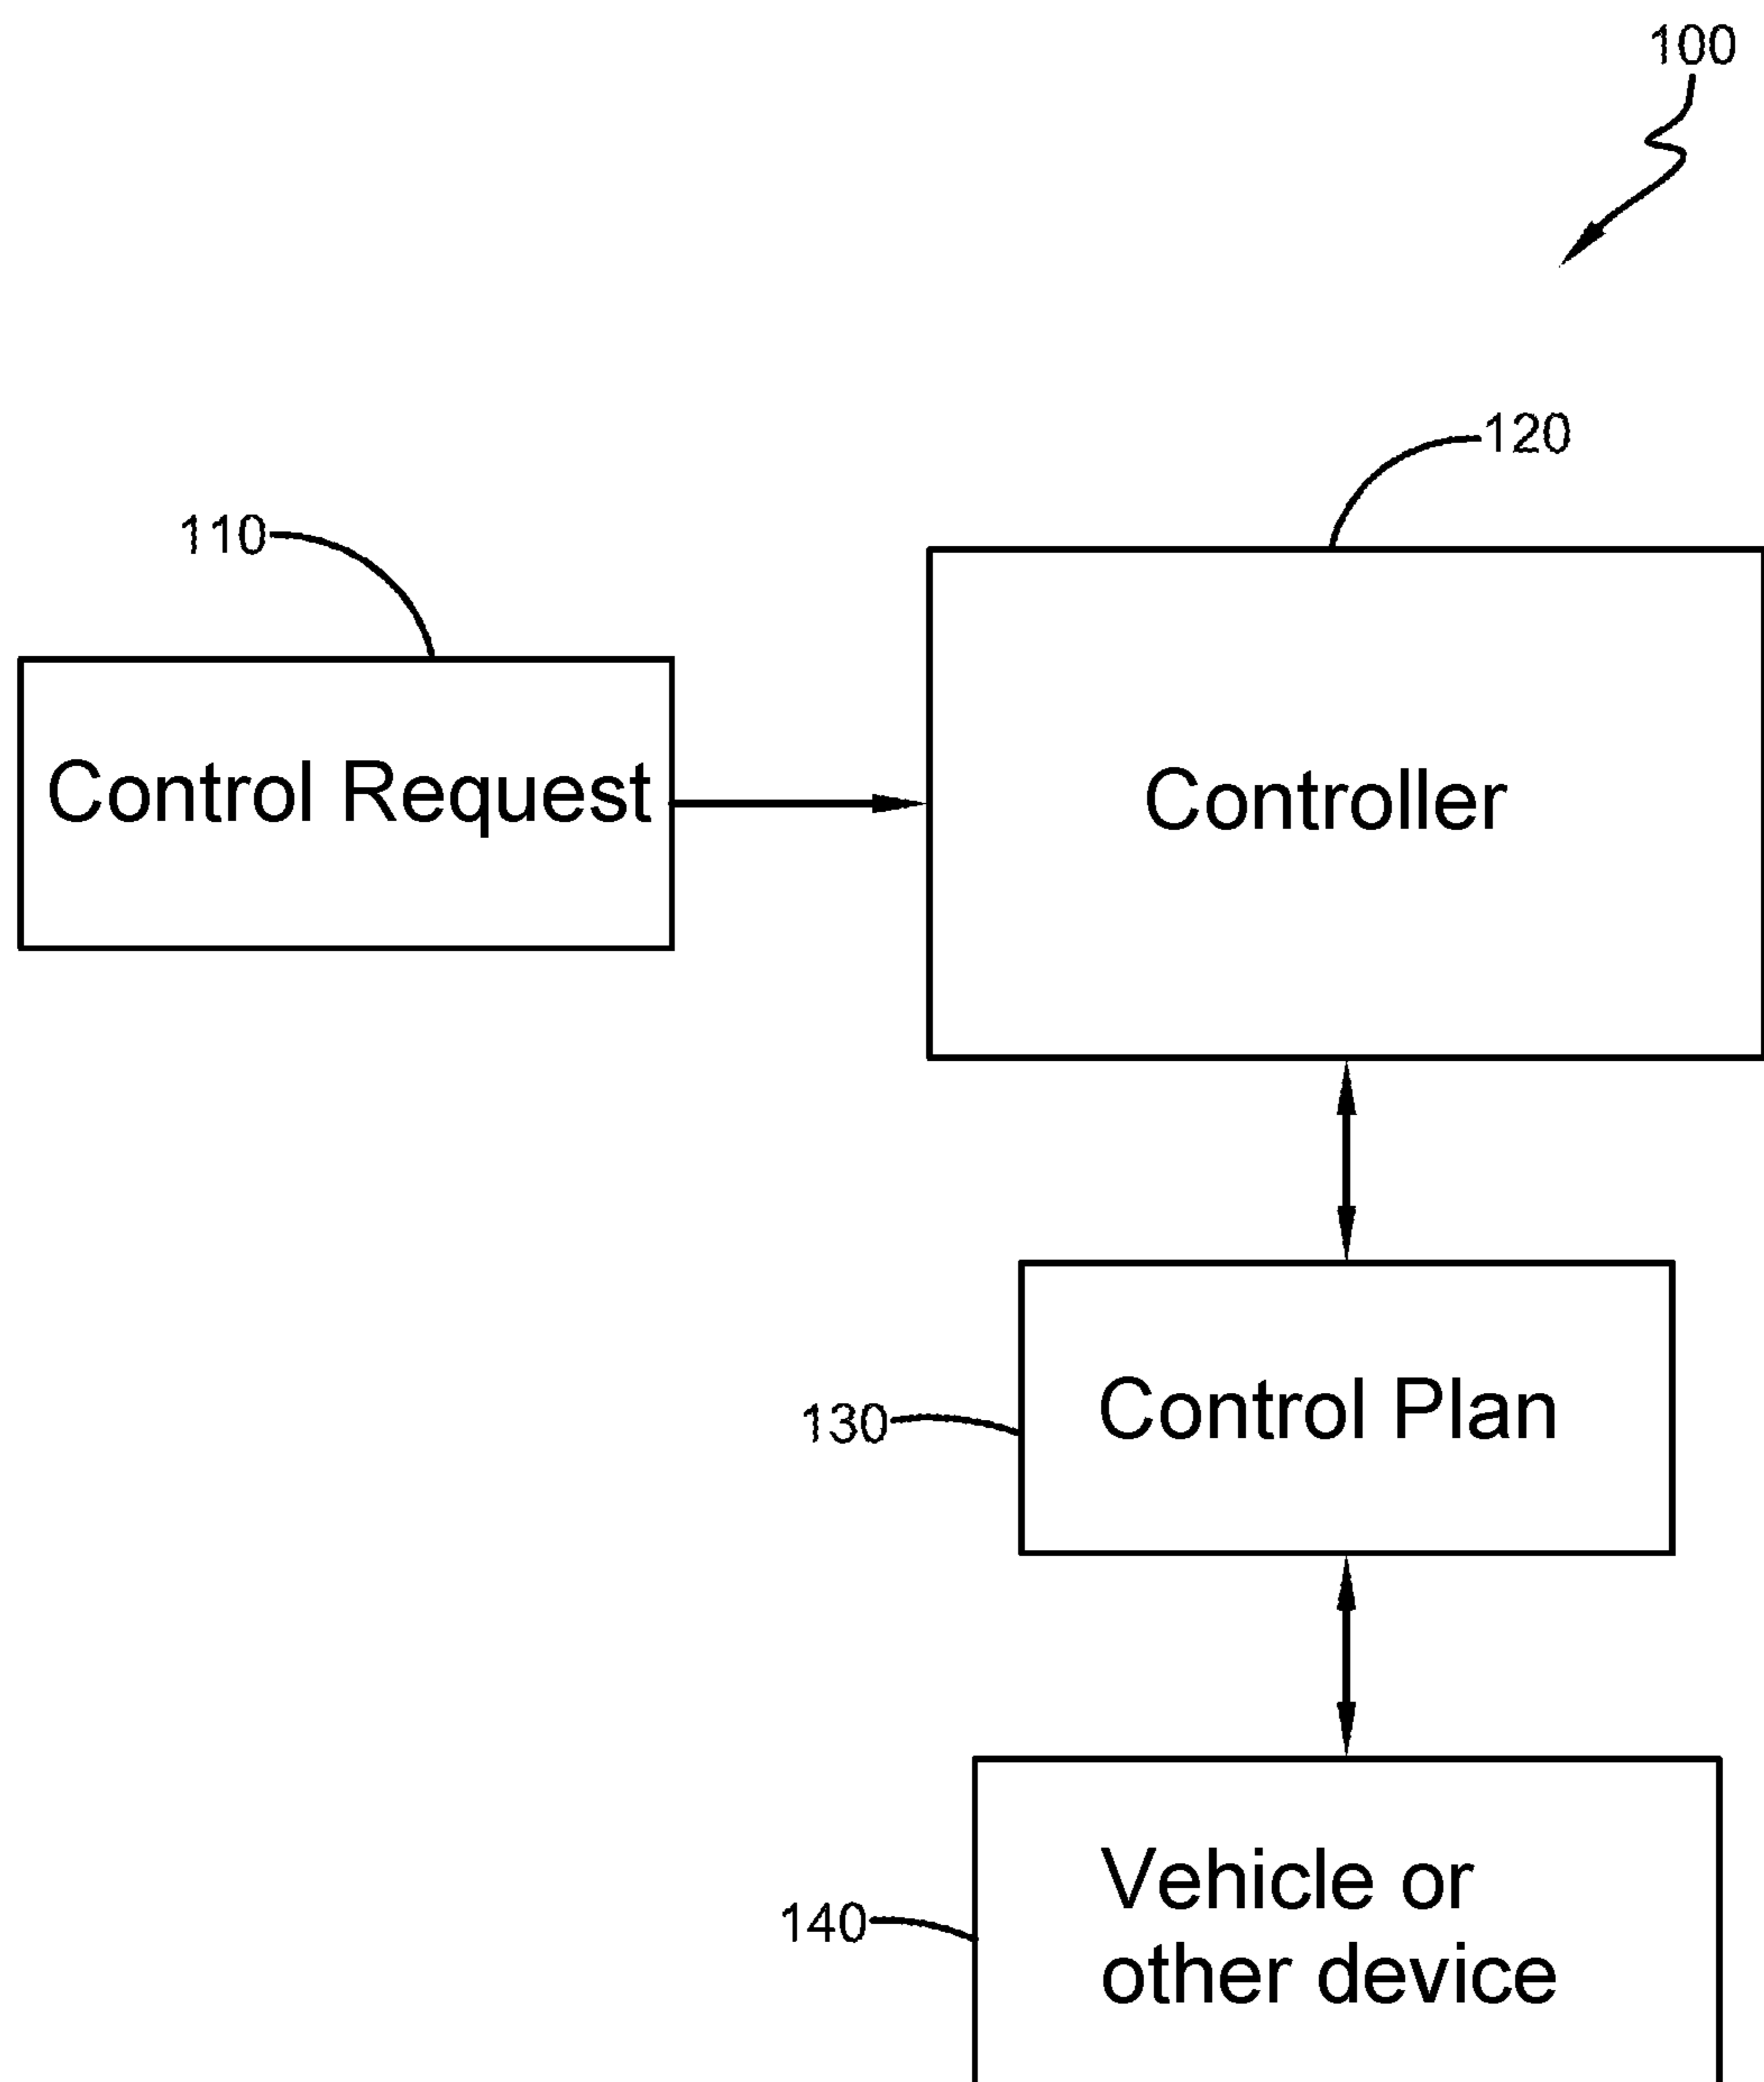 100
120
110
Control Request
Controller
130
Control Plan
140
Vehicle or
other device